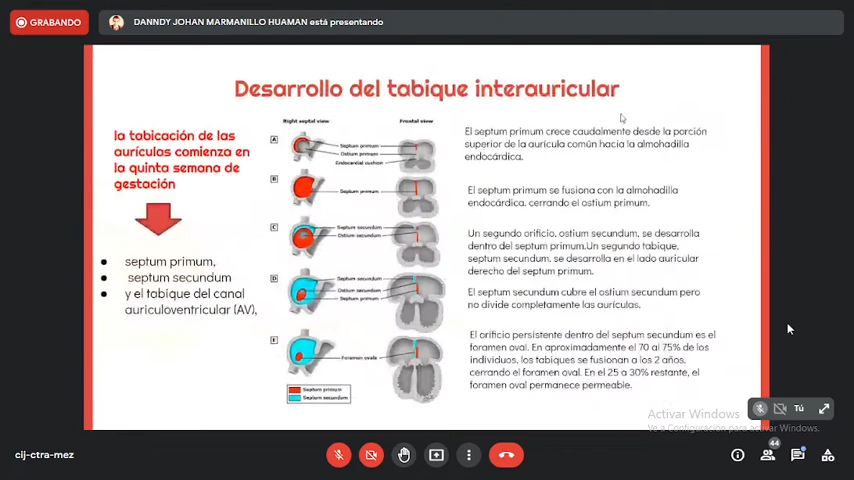 GRABANDO
DANNDY JOHAN MARMANILLO HUAMAN está presentando
Desarrollo del tabique interauricular
la tabicación de las
aurículas comienza en
la quinta semana de
gestación
septum primum,
septum secundum
y el tabique del canal
auriculoventricular (AV),
Right septal view
Frontal view
A
Septum primum
Ostium primum
Endocardial cushion
B
Septum primum
C
Septum secundum
Ostium secundum
D
Septum secundum
Ostium secundum
Septum primum
E
Foramen ovale
Septum primum
Septum secundum
El septum primum crece caudalmente desde la porción
superior de la aurícula común hacia la almohadilla
endocárdica.
El septum primum se fusiona con la almohadilla
endocárdica, cerrando el ostium primum.
Un segundo orificio, ostium secundum, se desarrolla
dentro del septum primum.Un segundo tabique,
septum secundum, se desarrolla en el lado auricular
derecho del septum primum.
El septum secundum cubre el ostium secundum pero
no divide completamente las aurículas.
El orificio persistente dentro del septum secundum es el
foramen oval. En aproximadamente el 70 al 75% de los
individuos, los tabiques se fusionan a los 2 años,
cerrando el foramen oval. En el 25 a 30% restante, el
foramen oval permanece permeable.
Tú
Activar Windows
Ve a Configuración para activar Windows.
cij-ctra-mez
44